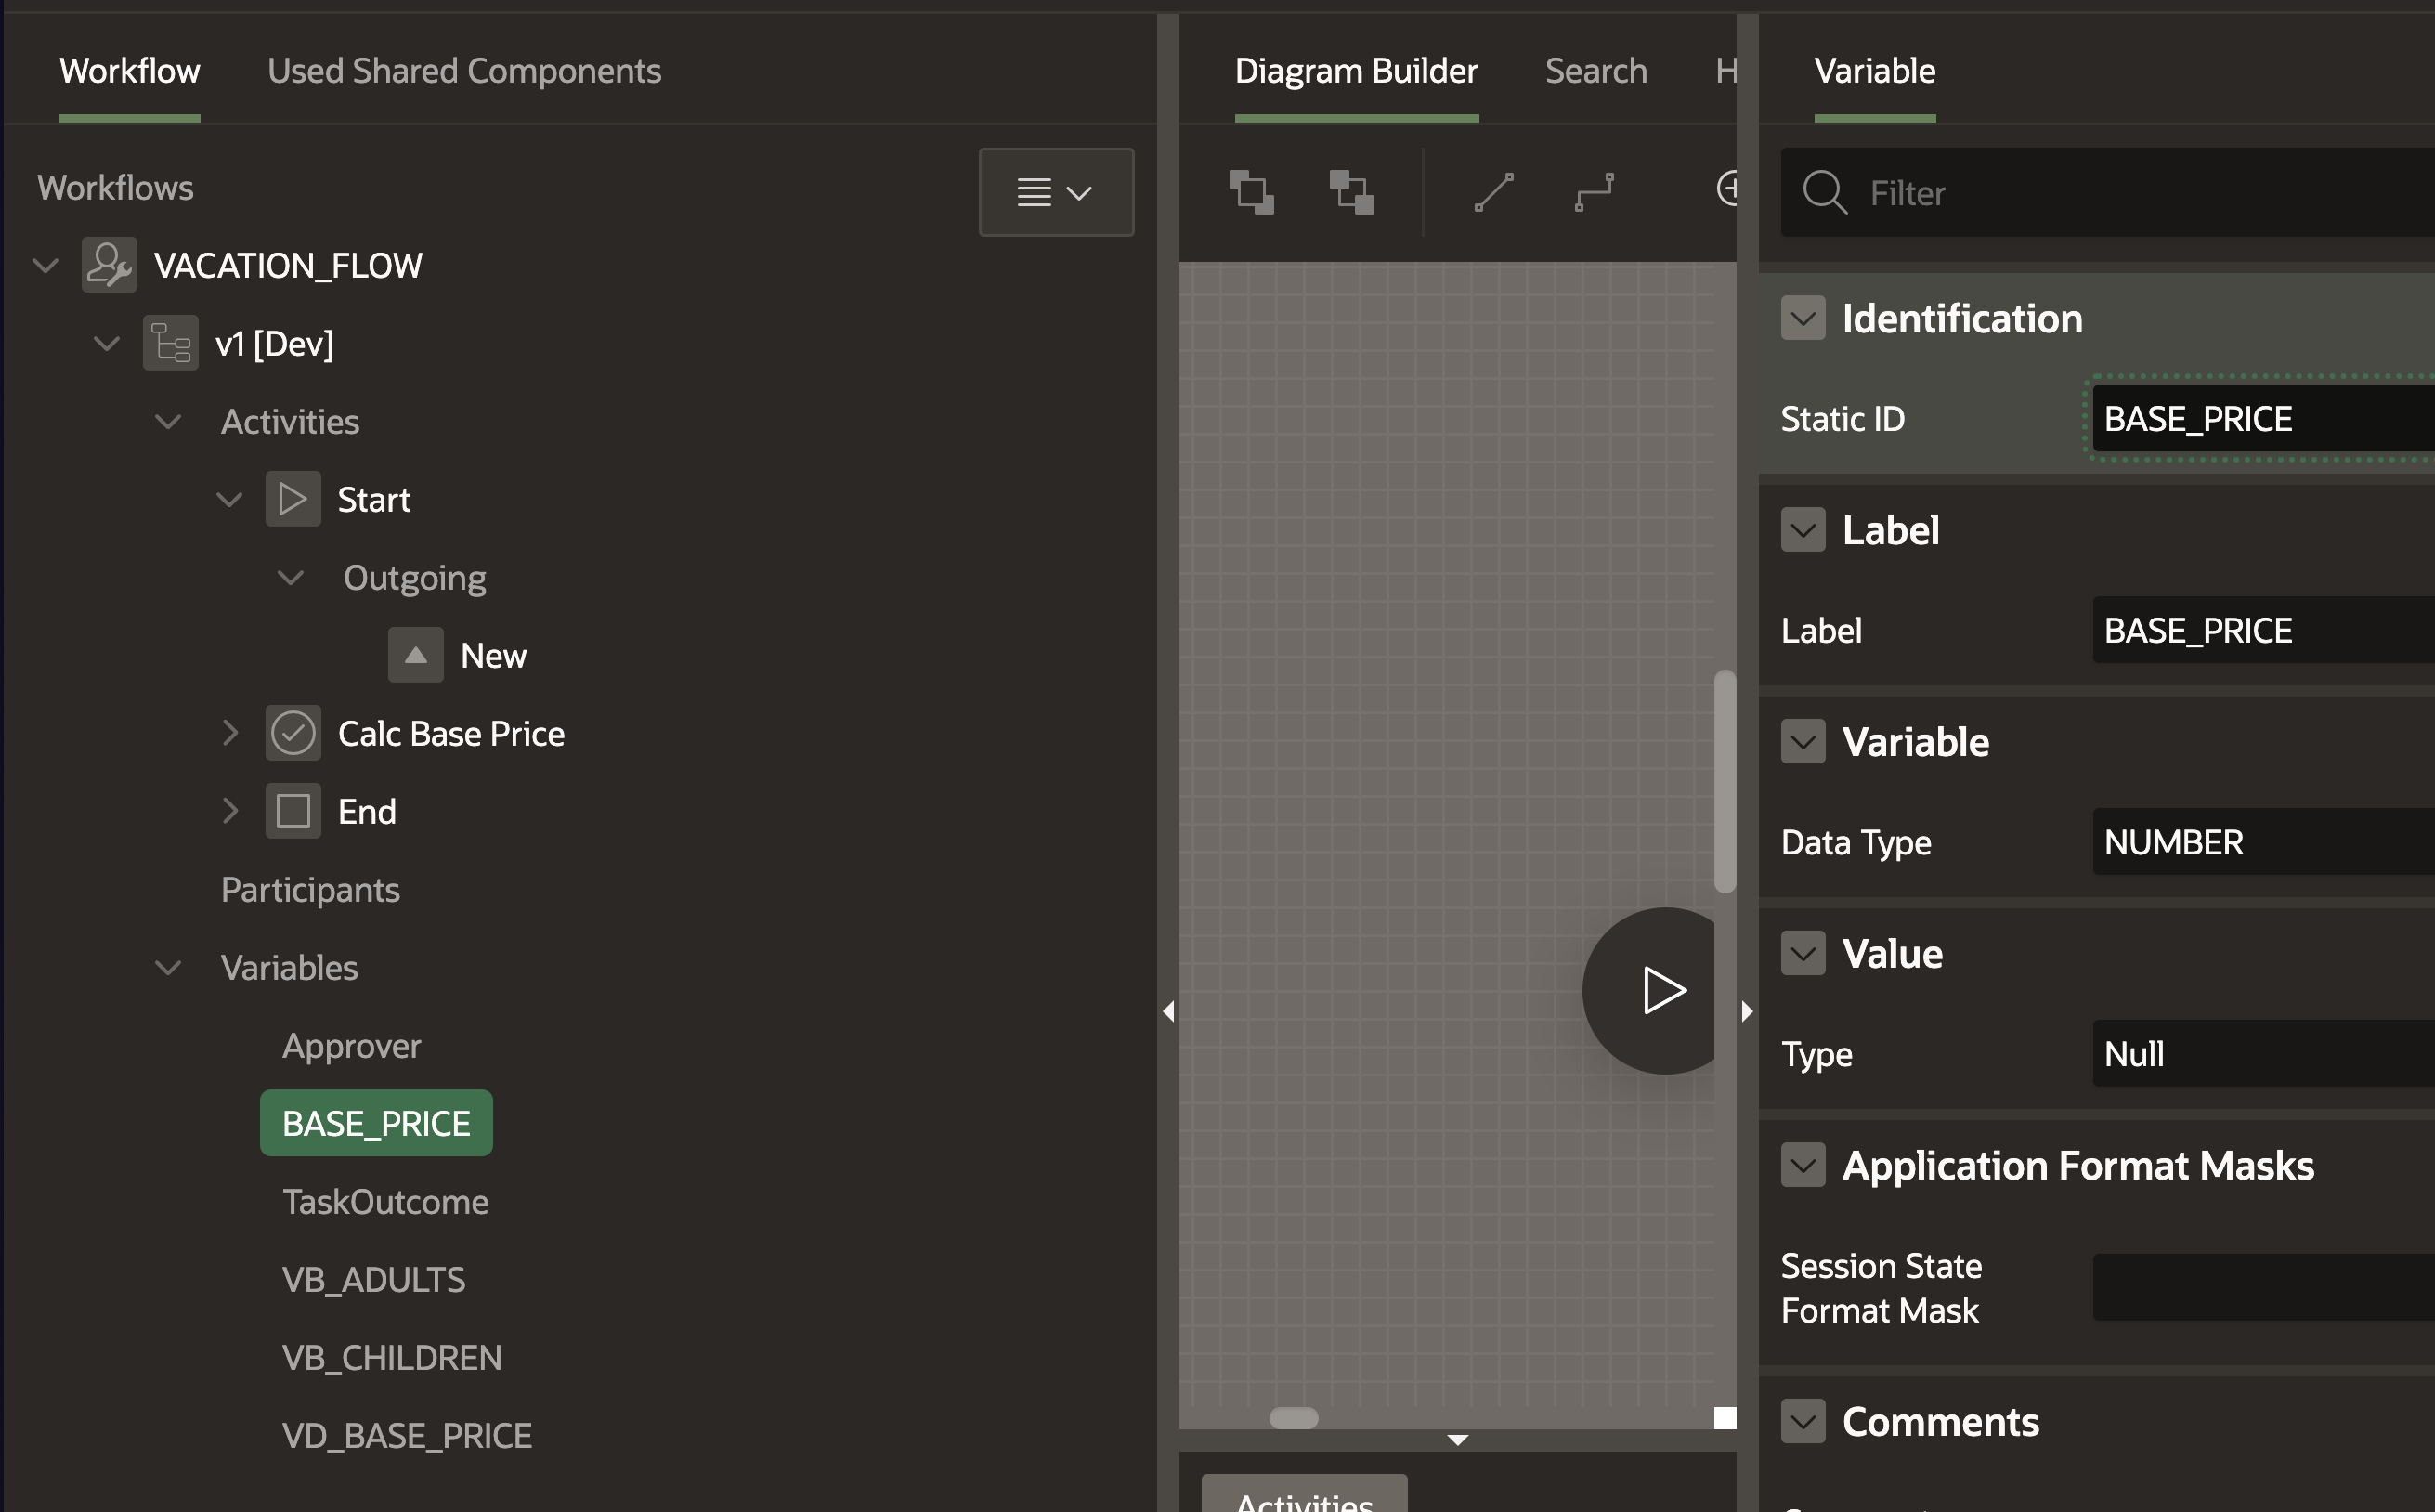 Workflow
Used Shared Components
Workflows
VACATION_FLOW
v1 [Dev]
Activities
Start
Outgoing
New
Calc Base Price
End
Participants
Variables
Approver
BASE_PRICE
TaskOutcome
VB_ADULTS
VB_CHILDREN
VD_BASE_PRICE
Diagram Builder
Search
H
Activities
Variable
Filter
Identification
Static ID
BASE_PRICE
Label
Label
BASE_PRICE
Variable
Data Type
NUMBER
Value
Type
Null
Application Format Masks
Session State
Format Mask
Comments